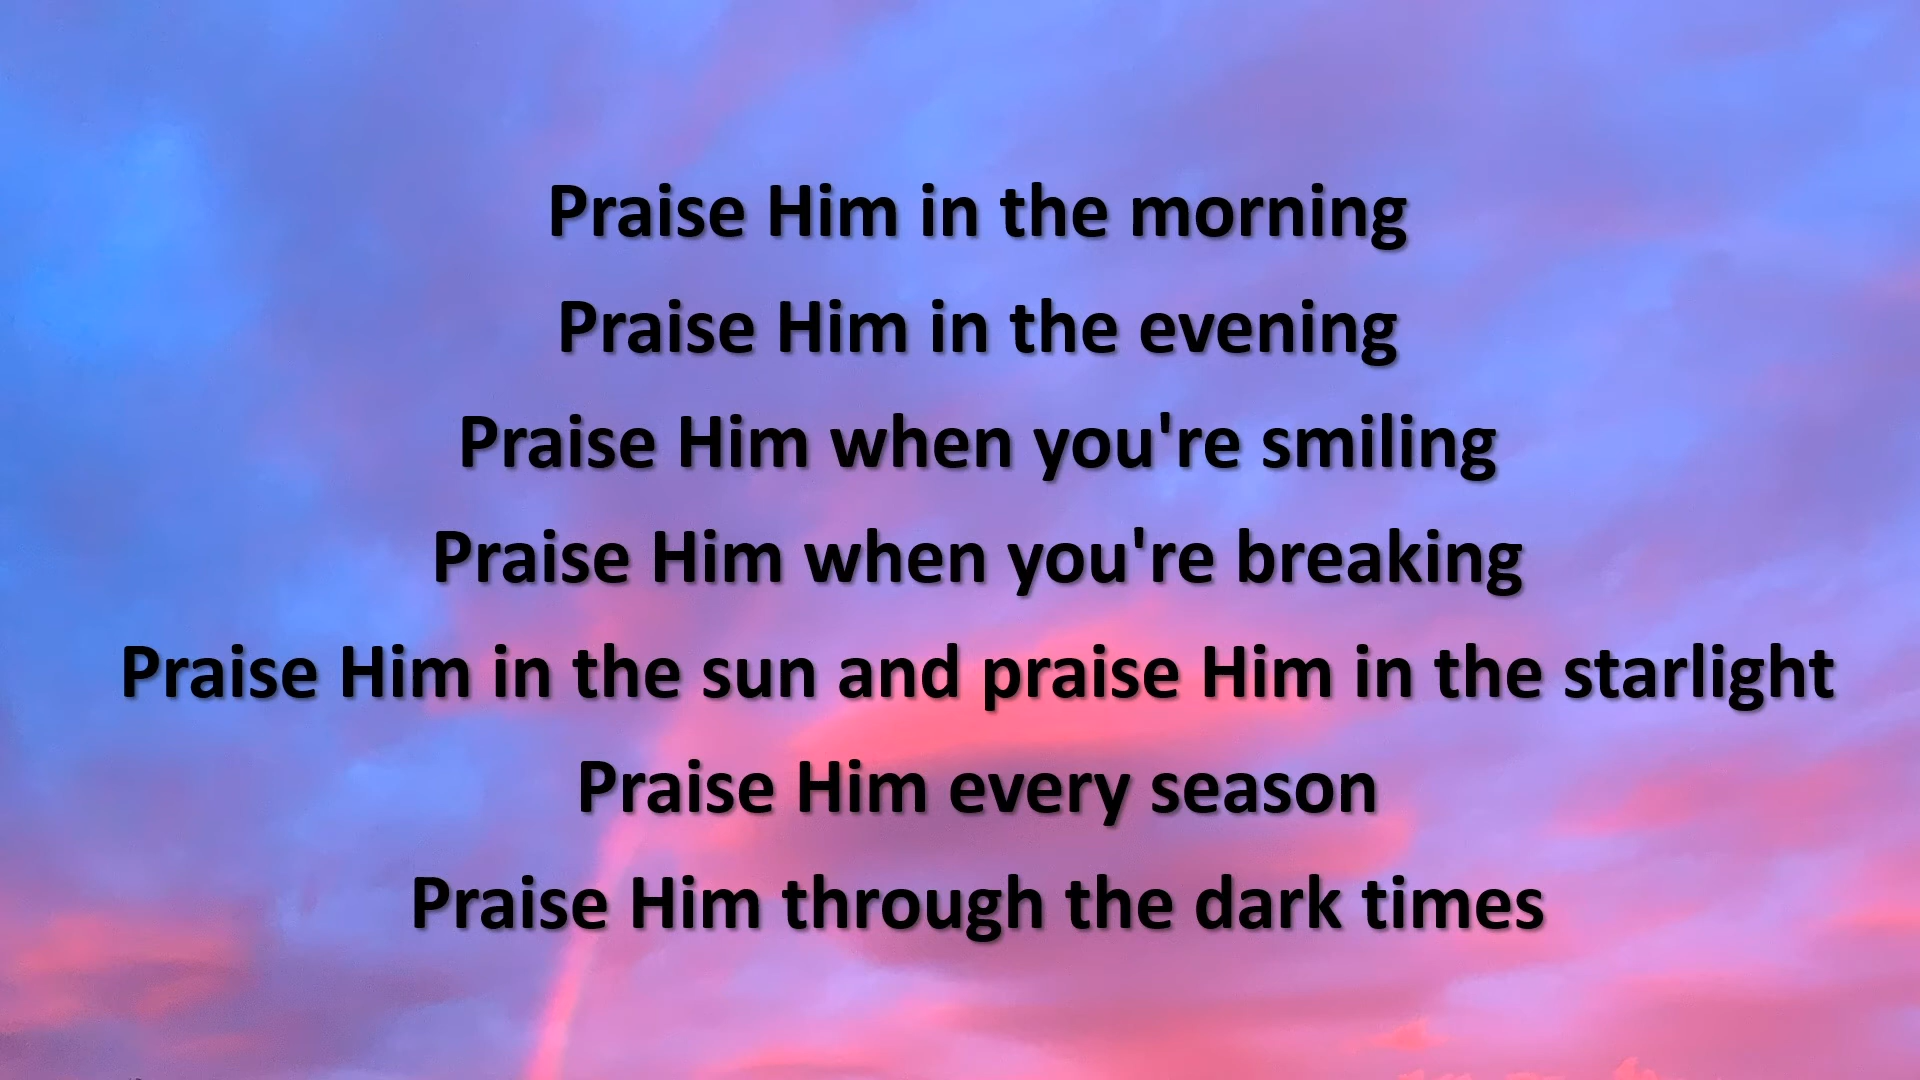 Praise Him in the morning
Praise Him in the evening
Praise Him when you're smiling
Praise Him when you're breaking
Praise Him in the sun and praise Him in the starlight
Praise Him every season
Praise Him through the dark times